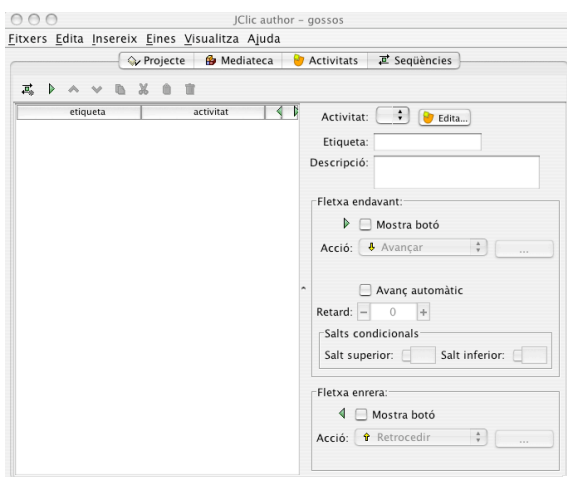 JClic author – gossos
Fitxers Edita Insereix Eines Visualitza Ajuda
Projecte Mediateca Activitats Seqüències
etiqueta activitat
Activitat: Edita...
Etiqueta:
Descripció:
Fletxa endavant:
Mostra botó
Acció: Avançar ...
Avanç automàtic
Retard: − 0 +
Salts condicionals
Salt superior: Salt inferior:
Fletxa enrera:
Mostra botó
Acció: Retrocedir ...